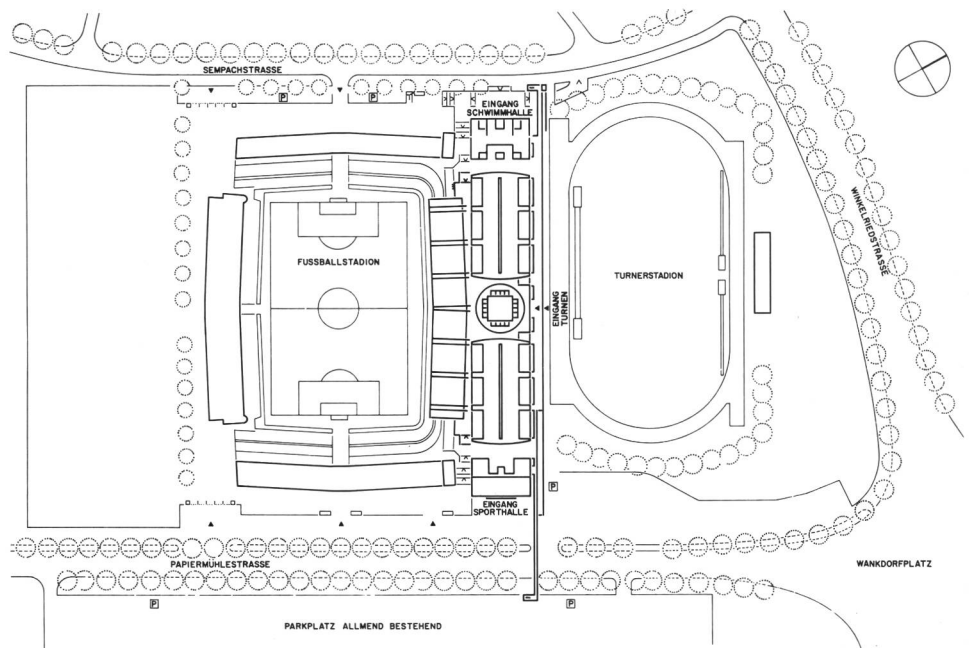 SEMPACHSTRASSE
P
P
EINGANG
SCHWIMMHALLE
WINKELRIEDSTRASSE
FUSSBALLSTADION
TURNERSTADION
EINGANG
TURNEN
P
EINGANG
SPORTHALLE
PAPIERMÜHLESTRASSE
WANKDORFPLATZ
P
P
PARKPLATZ ALLMEND BESTEHEND